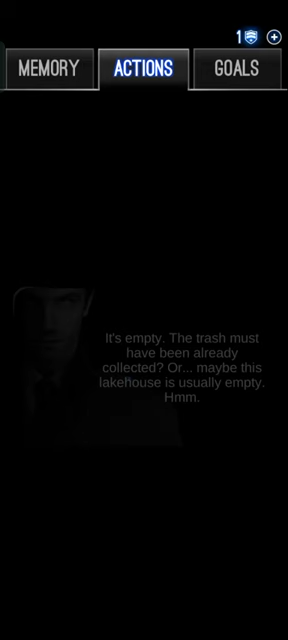 1
MEMORY ACTIONS GOALS
It's empty. The trash must
have been already
collected? Or... maybe this
lakehouse is usually empty.
Hmm.